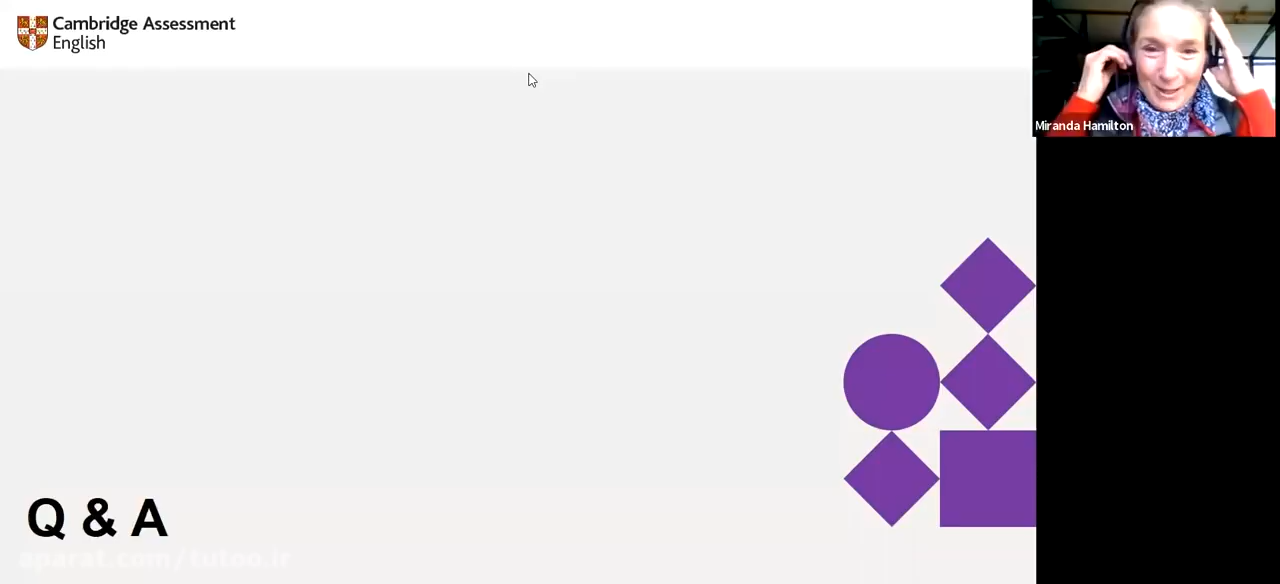 Cambridge Assessment
English
Miranda Hamilton
Q & A
aparat.com/tutoo.ir